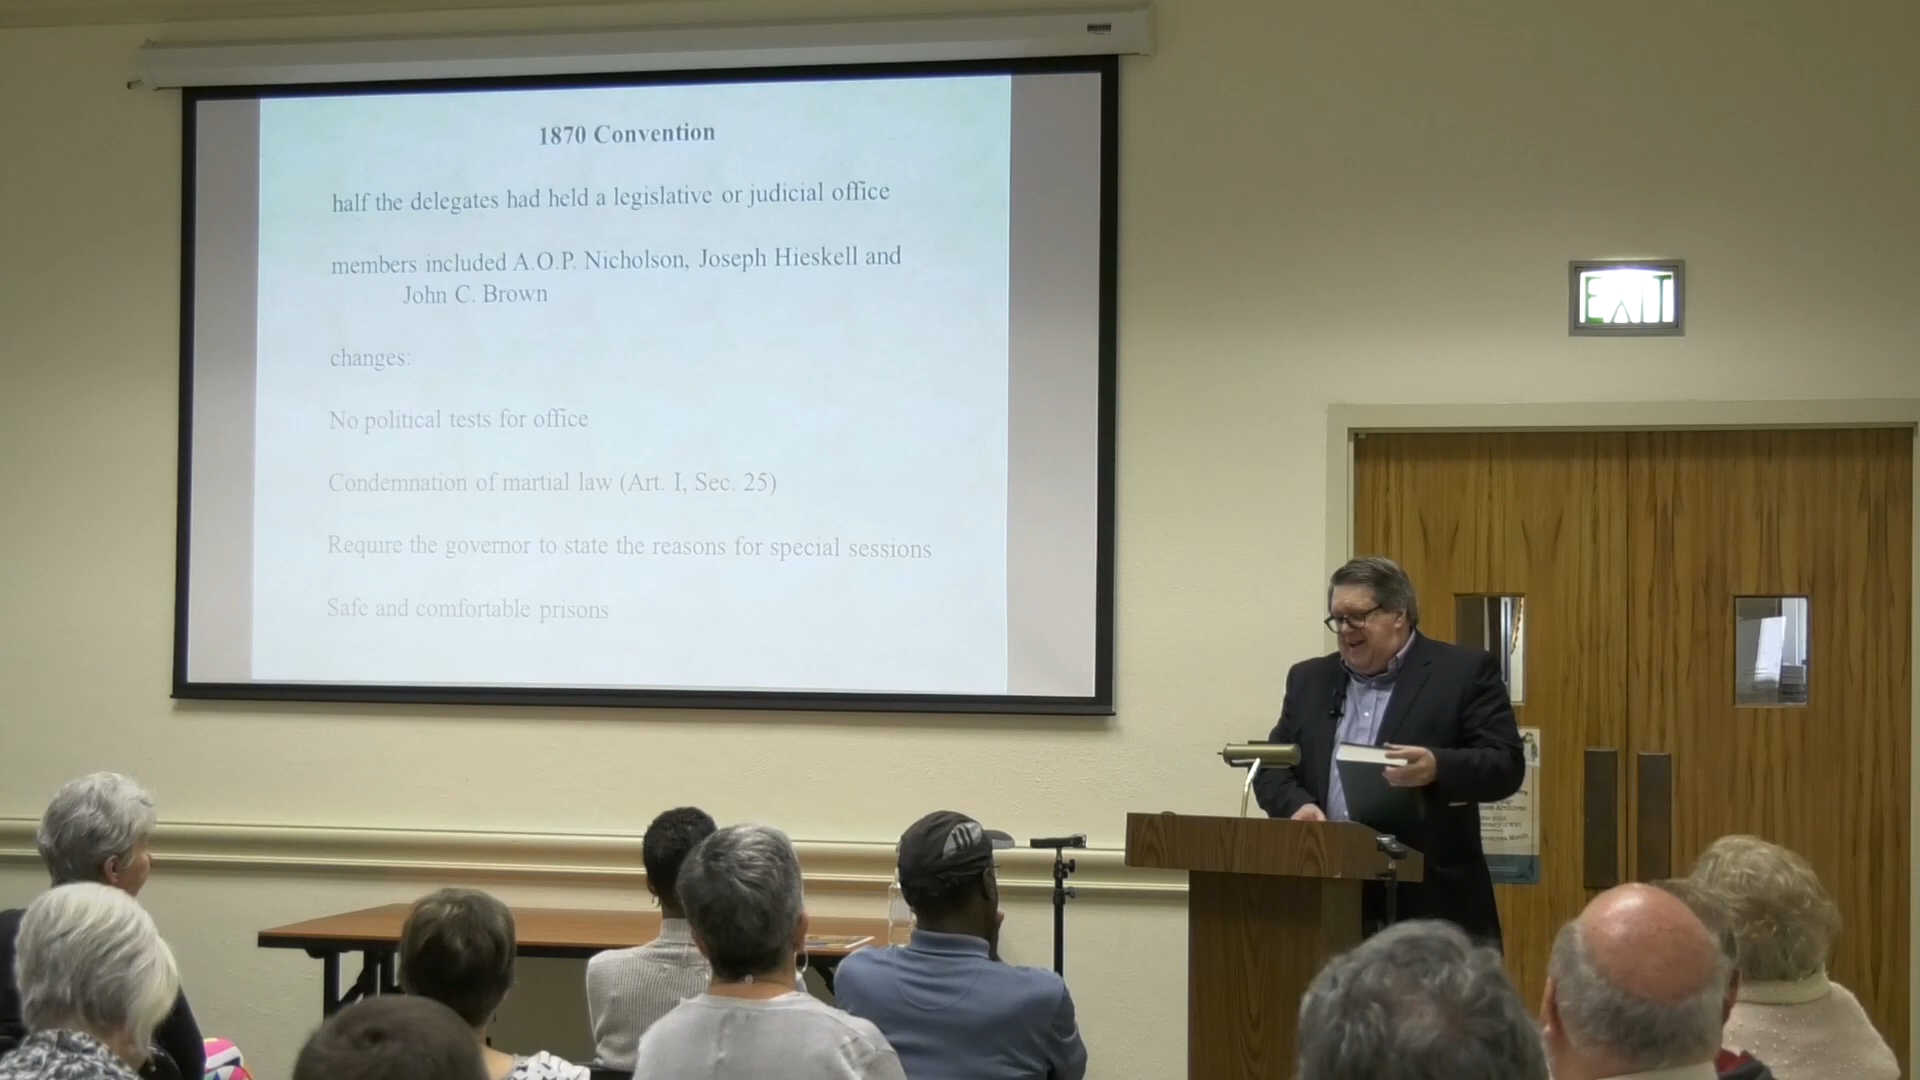 1870 Convention
half the delegates had held a legislative or judicial office
members included A.O.P. Nicholson, Joseph Hieskell and
John C. Brown
changes:
No political tests for office
Condemnation of martial law (Art. I, Sec. 25)
Require the governor to state the reasons for special sessions
Safe and comfortable prisons
EXIT
Archives